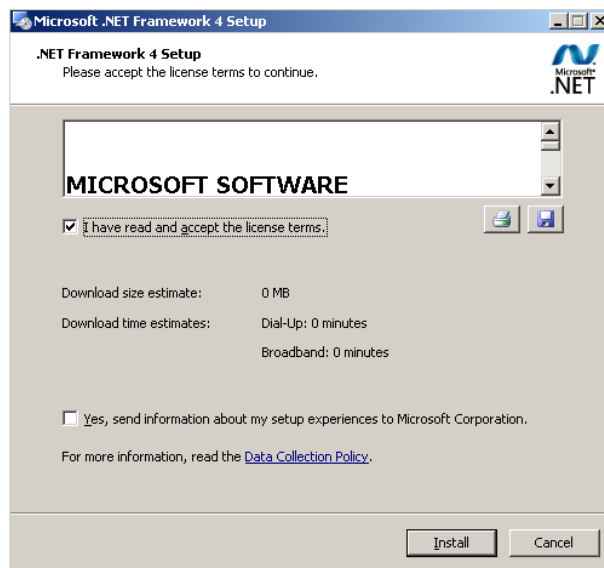 Microsoft .NET Framework 4 Setup
.NET Framework 4 Setup
Please accept the license terms to continue.
Microsoft®
.NET
MICROSOFT SOFTWARE
I have read and accept the license terms.
Download size estimate: 0 MB
Download time estimates: Dial-Up: 0 minutes
Broadband: 0 minutes
Yes, send information about my setup experiences to Microsoft Corporation.
For more information, read the Data Collection Policy.
Install Cancel